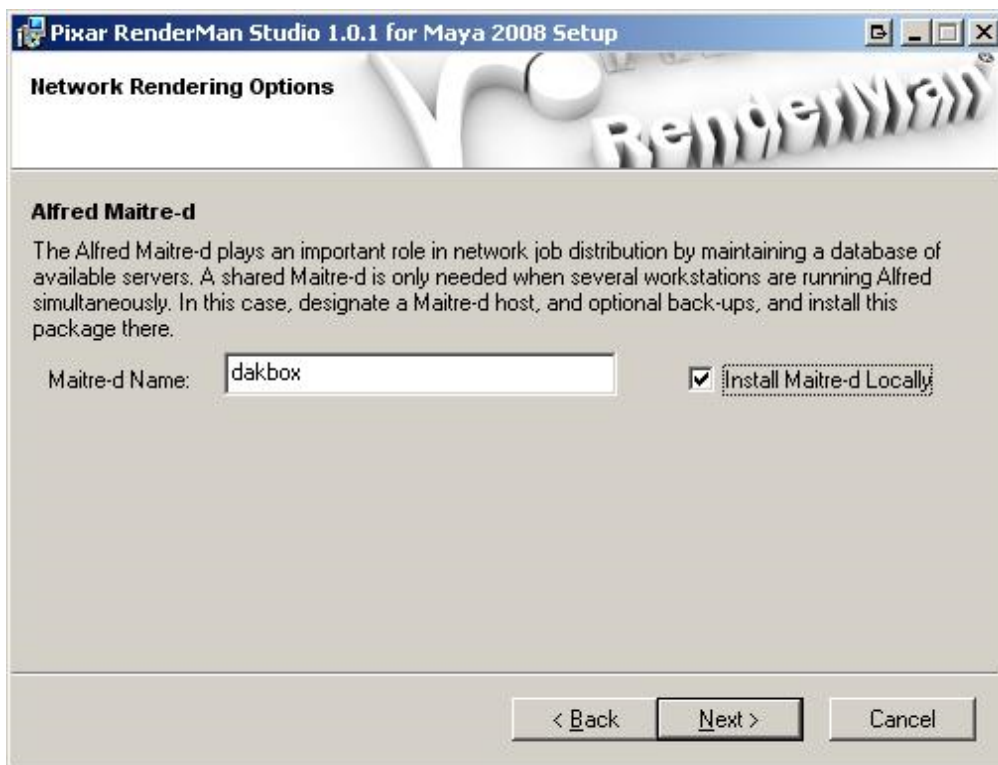 Pixar RenderMan Studio 1.0.1 for Maya 2008 Setup
Network Rendering Options
RenderMan
Alfred Maitre-d
The Alfred Maitre-d plays an important role in network job distribution by maintaining a database of
available servers. A shared Maitre-d is only needed when several workstations are running Alfred
simultaneously. In this case, designate a Maitre-d host, and optional back-ups, and install this
package there.
Maitre-d Name: dakbox Install Maitre-d Locally
< Back Next > Cancel